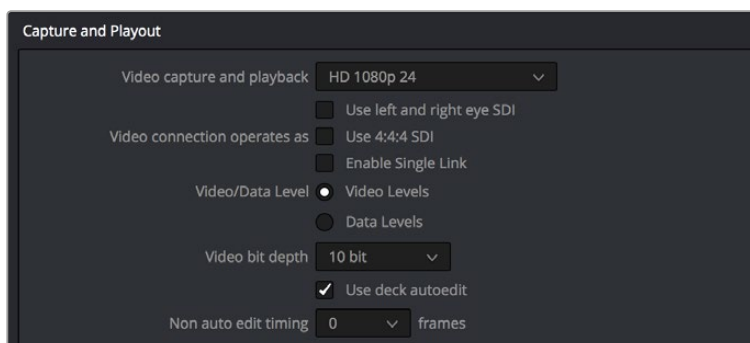 Capture and Playout
Video capture and playback HD 1080p 24
Use left and right eye SDI
Video connection operates as Use 4:4:4 SDI
Enable Single Link
Video/Data Level Video Levels
Data Levels
Video bit depth 10 bit
Use deck autoedit
Non auto edit timing 0 frames